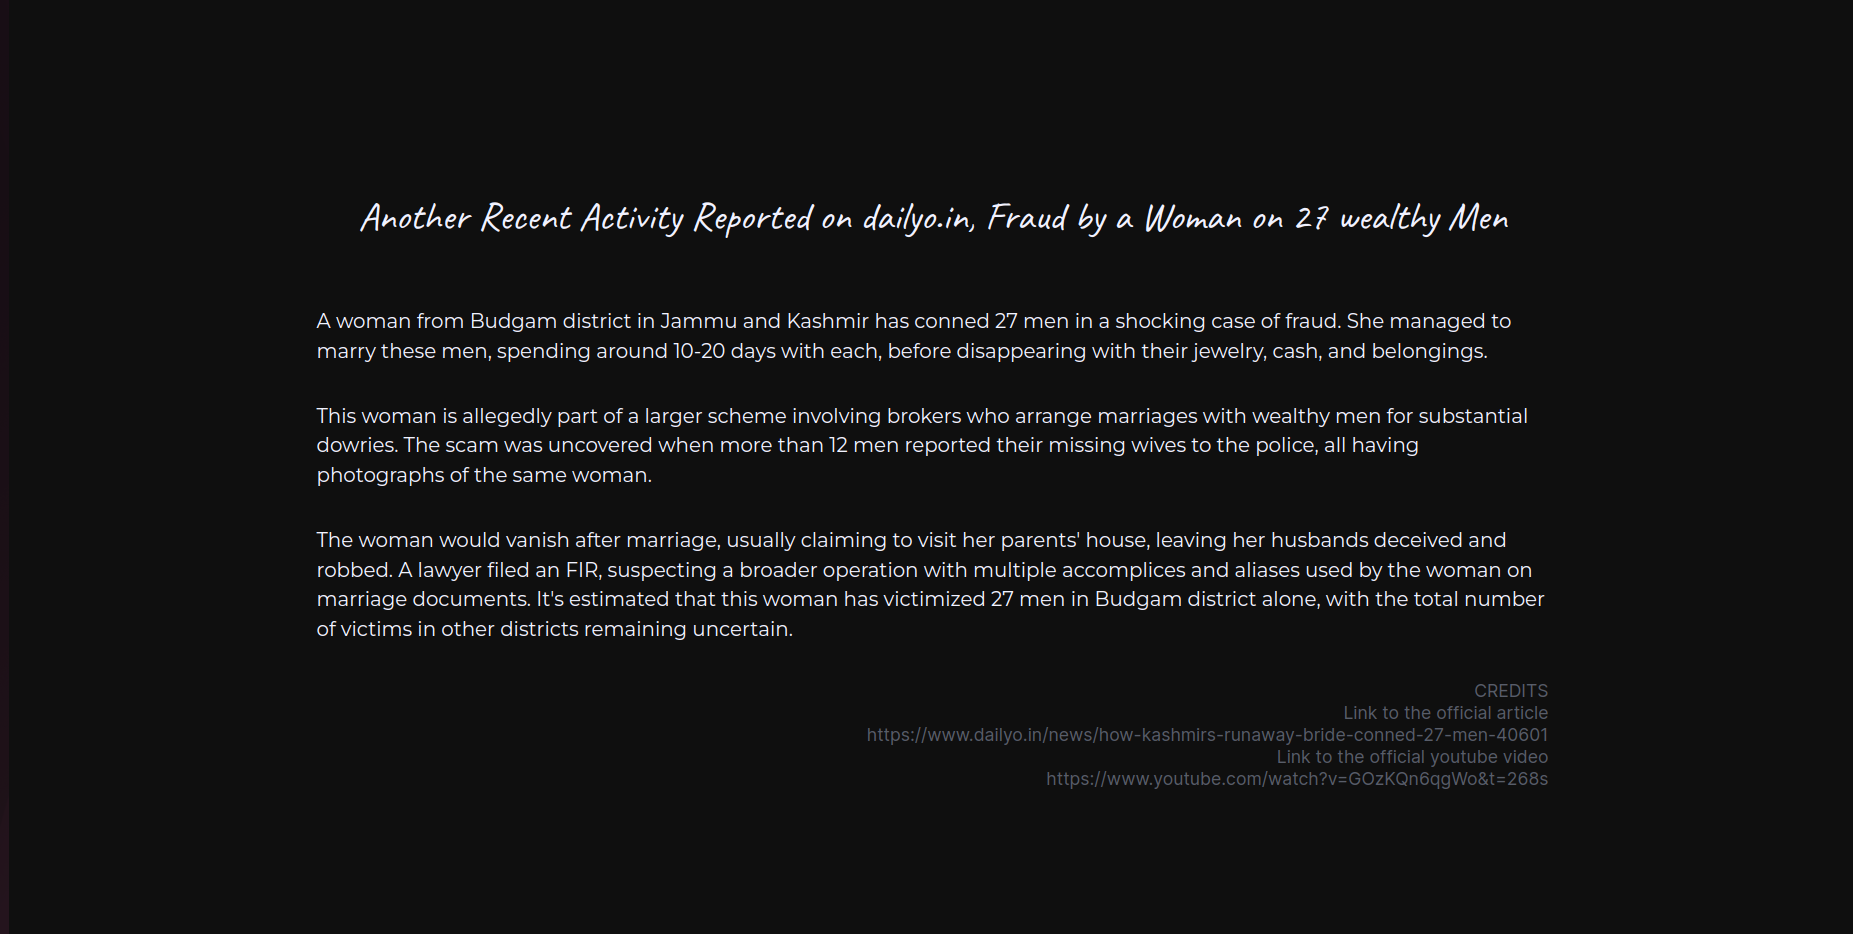 Another Recent Activity Reported on dailyo.in, Fraud by a Woman on 27 wealthy Men
A woman from Budgam district in Jammu and Kashmir has conned 27 men in a shocking case of fraud. She managed to
marry these men, spending around 10-20 days with each, before disappearing with their jewelry, cash, and belongings.
This woman is allegedly part of a larger scheme involving brokers who arrange marriages with wealthy men for substantial
dowries. The scam was uncovered when more than 12 men reported their missing wives to the police, all having
photographs of the same woman.
The woman would vanish after marriage, usually claiming to visit her parents' house, leaving her husbands deceived and
robbed. A lawyer filed an FIR, suspecting a broader operation with multiple accomplices and aliases used by the woman on
marriage documents. It's estimated that this woman has victimized 27 men in Budgam district alone, with the total number
of victims in other districts remaining uncertain.
CREDITS
Link to the official article
https://www.dailyo.in/news/how-kashmirs-runaway-bride-conned-27-men-40601
Link to the official youtube video
https://www.youtube.com/watch?v=GOzKQn6qgWo&t=268s